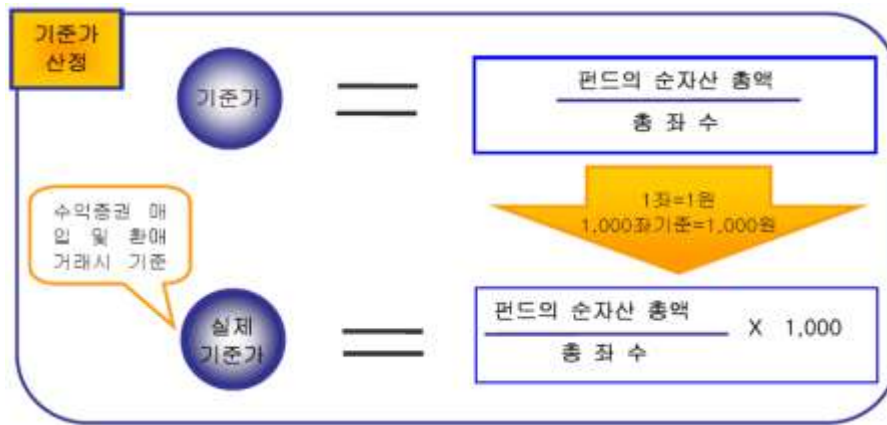 기준가
산정
기준가
펀드의 순자산 총액
총 좌 수
1좌=1원
1,000좌기준=1,000원
수익증권 매
입 및 환매
거래시 기준
실제
기준가
펀드의 순자산 총액
총 좌 수
X 1,000